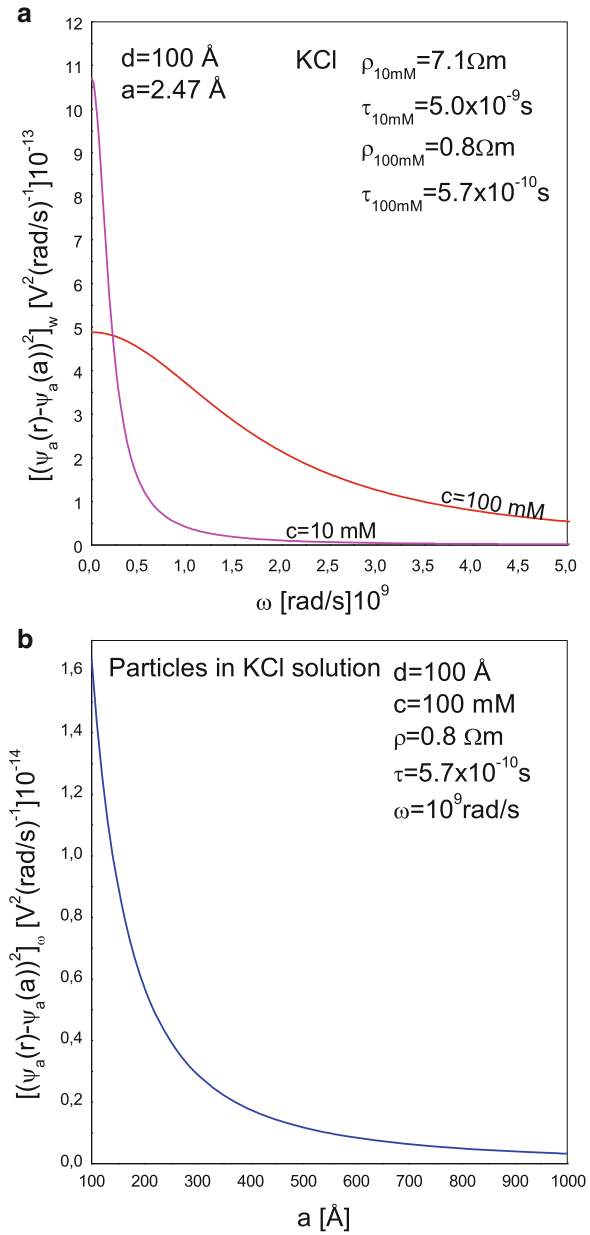 a
d=100 Å
a=2.47 Å
KCl
ρ10mM=7.1Ωm
τ10mM=5.0x10-9s
ρ100mM=0.8Ωm
τ100mM=5.7x10-10s
[(ψa(r)-ψa(a))2]w [V2(rad/s)-1]10-13
13
12
11
10
9
8
7
6
5
4
3
2
1
0
c=100 mM
c=10 mM
0,0 0,5 1,0 1,5 2,0 2,5 3,0 3,5 4,0 4,5 5,0
ω [rad/s]109
b
Particles in KCl solution
d=100 Å
c=100 mM
ρ=0.8 Ωm
τ=5.7x10-10s
ω=109rad/s
[(ψa(r)-ψa(a))2]ω [V2(rad/s)-1]10-14
1,6
1,4
1,2
1,0
0,8
0,6
0,4
0,2
0,0
100 200 300 400 500 600 700 800 900 1000
a [Å]